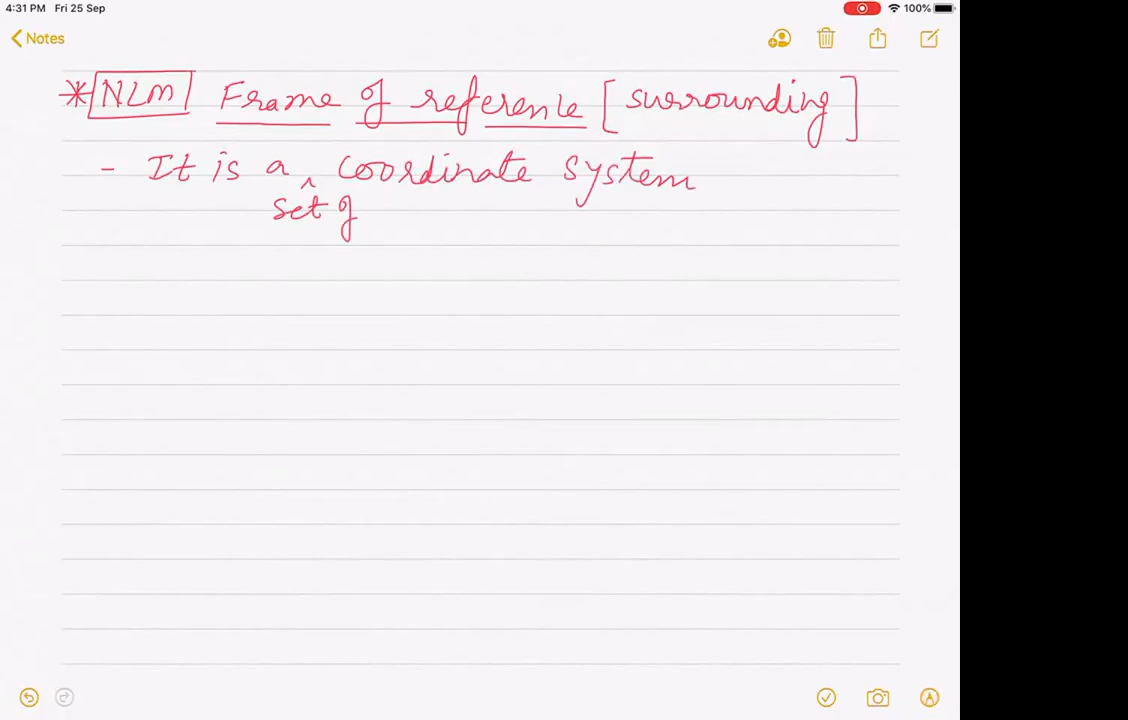 4:31 PM Fri 25 Sep 100%
Notes
*NLM Frame of reference [surrounding]
- It is a ^ coordinate system
set of